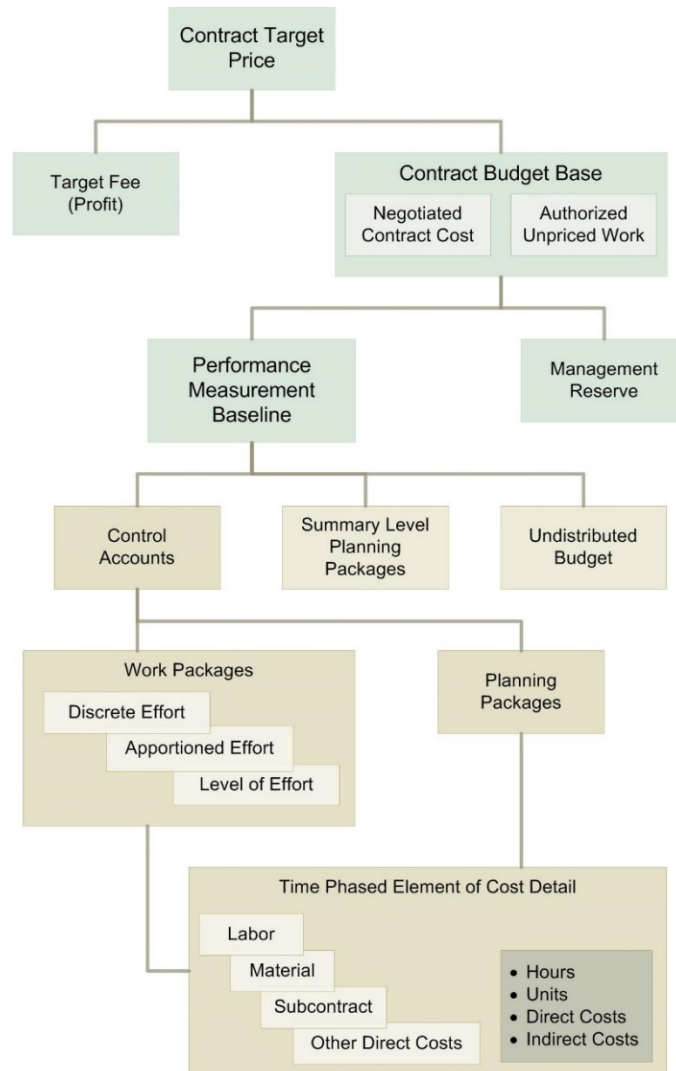 Contract Target
Price
Target Fee
(Profit)
Contract Budget Base
Negotiated
Contract Cost
Authorized
Unpriced Work
Performance
Measurement
Baseline
Management
Reserve
Control
Accounts
Summary Level
Planning
Packages
Undistributed
Budget
Work Packages
Discrete Effort
Apportioned Effort
Level of Effort
Planning
Packages
Time Phased Element of Cost Detail
Labor
Material
Subcontract
Other Direct Costs
• Hours
• Units
• Direct Costs
• Indirect Costs